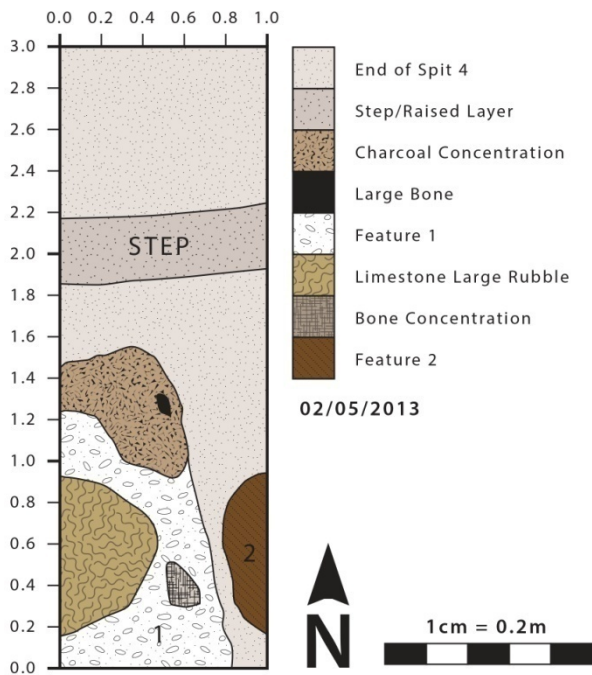 0.0 0.2 0.4 0.6 0.8 1.0
3.0
2.8
2.6
2.4
2.2
2.0
1.8
1.6
1.4
1.2
1.0
0.8
0.6
0.4
0.2
0.0
STEP
2
1
End of Spit 4
Step/Raised Layer
Charcoal Concentration
Large Bone
Feature 1
Limestone Large Rubble
Bone Concentration
Feature 2
02/05/2013
N
1cm = 0.2m